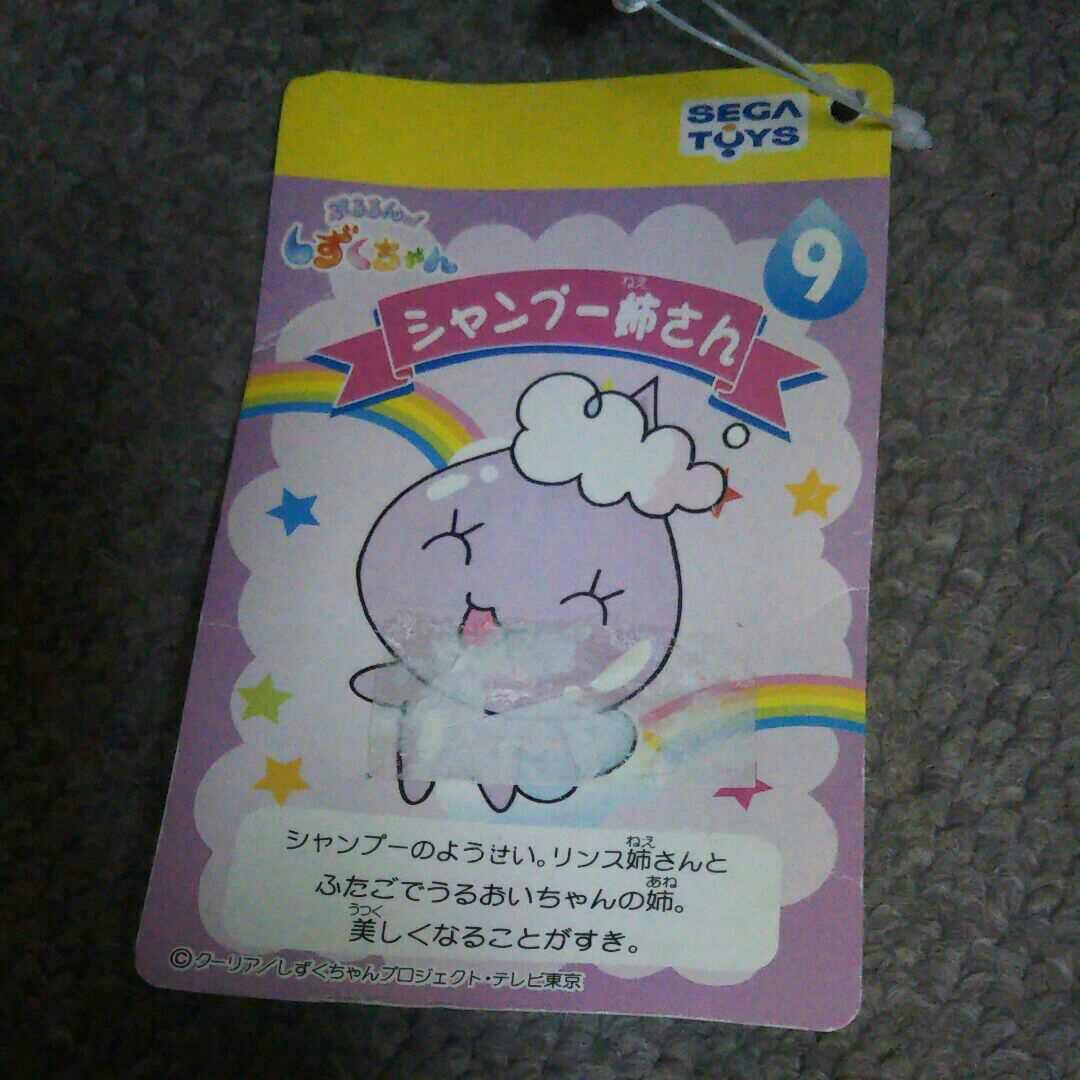 SEGA
TOYS
ぷるるんっ!
しずくちゃん
9
ねえ
シャンプー姉さん
ねえ
シャンプーのようせい。リンス姉さんと
あね
ふたごでうるおいちゃんの姉。
うつく
美しくなることがすき。
©クーリア/しずくちゃんプロジェクト・テレビ東京